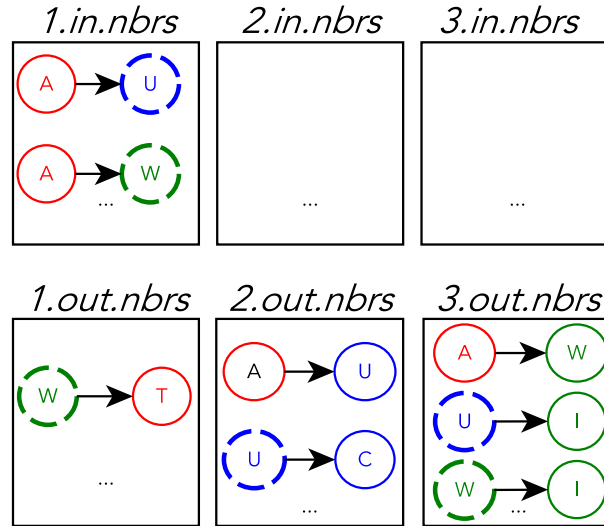 1.in.nbrs 2.in.nbrs 3.in.nbrs
A U
A W
... ... ...
1.out.nbrs 2.out.nbrs 3.out.nbrs
A W
A U
W T
U I
U C
W I
...
... ...